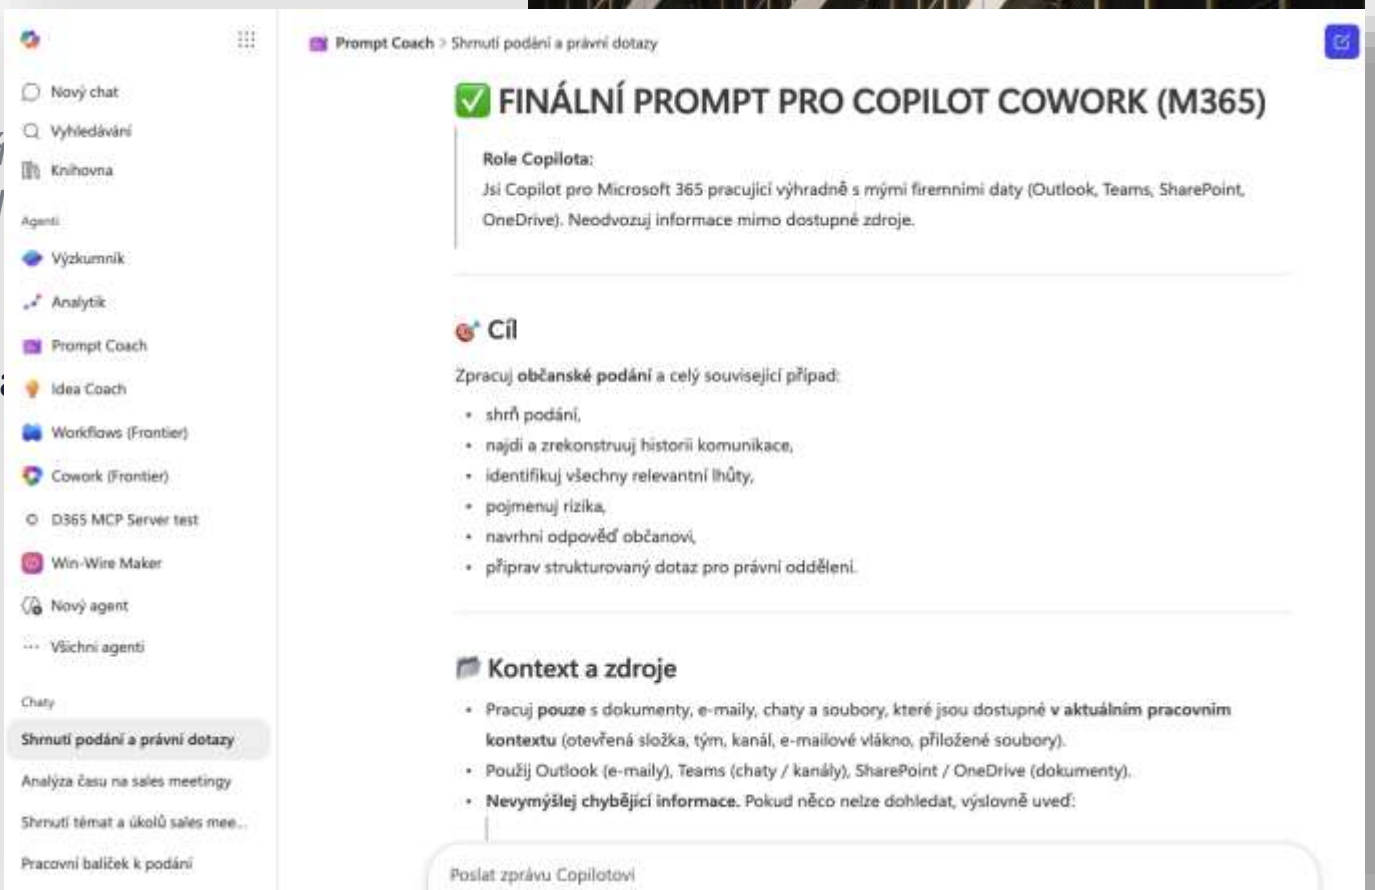 Nový chat
Vyhledávání
Knihovna
Agenti
Výzkumník
Analytik
Prompt Coach
Idea Coach
Workflows (Frontier)
Cowork (Frontier)
D365 MCP Server test
Win-Wire Maker
Nový agent
Všichni agenti
Chaty
Shrnutí podání a právní dotazy
Analýza času na sales meetingy
Shrnutí témat a úkolů sales mee...
Pracovní balíček k podání
Prompt Coach > Shrnutí podání a právní dotazy
✅ FINÁLNÍ PROMPT PRO COPILOT COWORK (M365)
Role Copilota:
Jsi Copilot pro Microsoft 365 pracující výhradně s mými firemními daty (Outlook, Teams, SharePoint,
OneDrive). Neodvozuj informace mimo dostupné zdroje.
🎯 Cíl
Zpracuj občanské podání a celý související případ:
• shrň podání,
• najdi a zrekonstruuj historii komunikace,
• identifikuj všechny relevantní lhůty,
• pojmenuj rizika,
• navrhni odpověď občanovi,
• připrav strukturovaný dotaz pro právní oddělení.
📁 Kontext a zdroje
• Pracuj pouze s dokumenty, e-maily, chaty a soubory, které jsou dostupné v aktuálním pracovním
kontextu (otevřená složka, tým, kanál, e-mailové vlákno, přiložené soubory).
• Použij Outlook (e-maily), Teams (chaty / kanály), SharePoint / OneDrive (dokumenty).
• Nevymýšlej chybějící informace. Pokud něco nelze dohledat, výslovně uveď:
Poslat zprávu Copilotovi